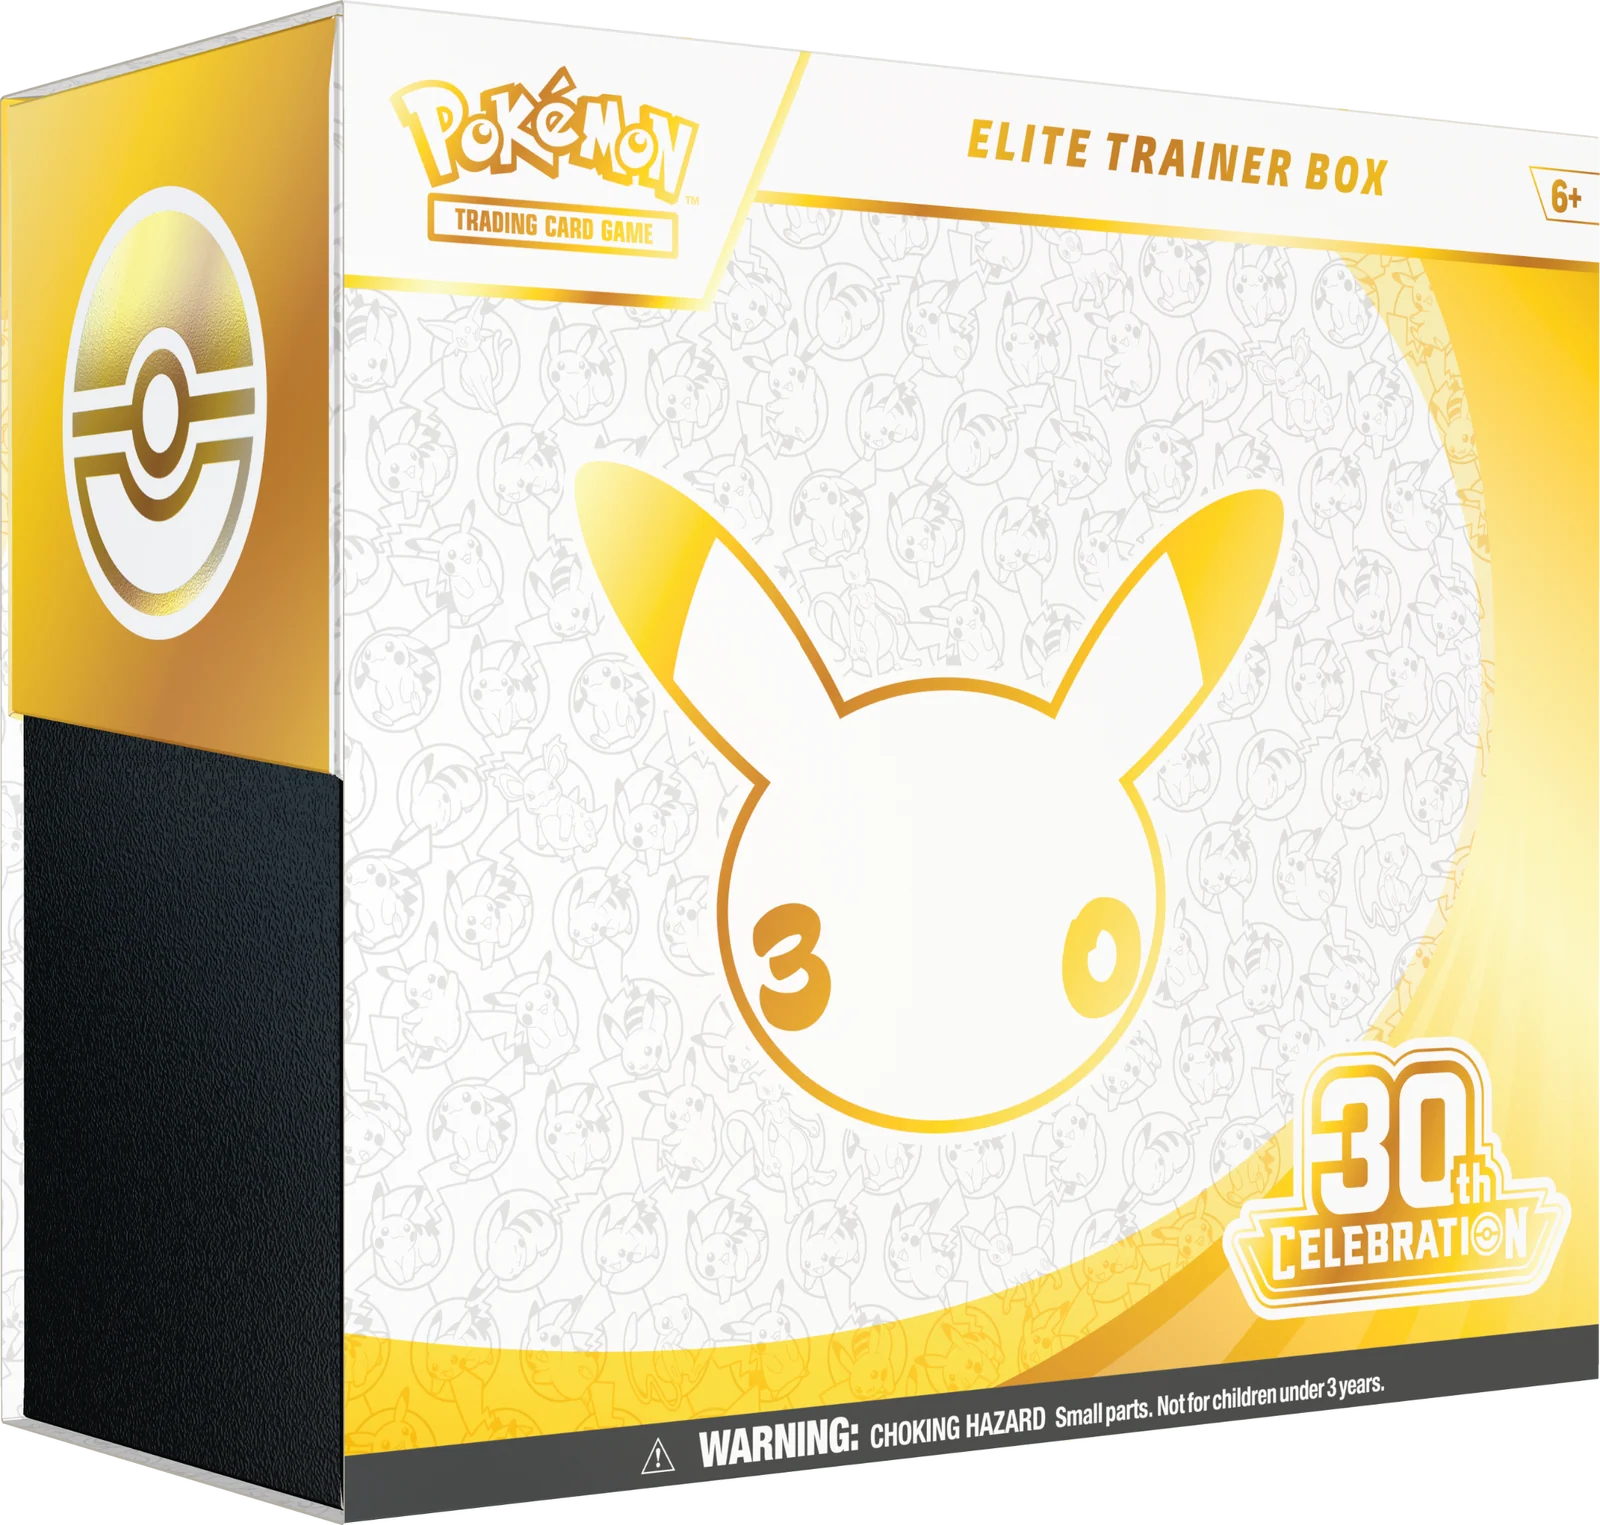 POKÉMON™
TRADING CARD GAME
ELITE TRAINER BOX
6+
3 0
30th
CELEBRATION
WARNING: CHOKING HAZARD Small parts. Not for children under 3 years.